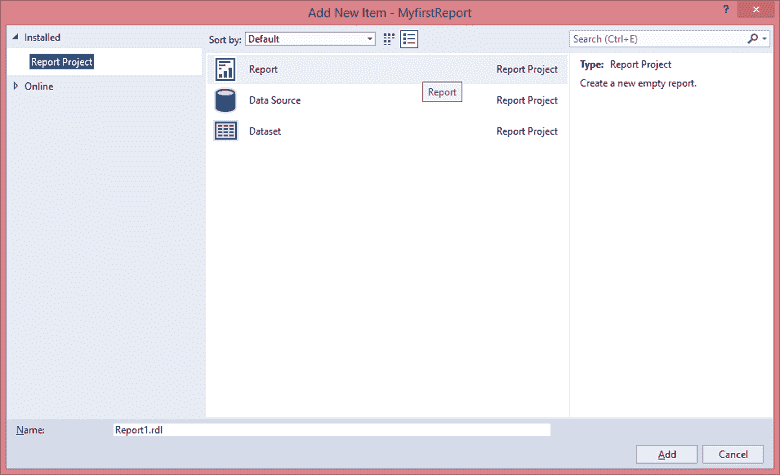 Add New Item - MyfirstReport
?
Installed
Report Project
Online
Sort by: Default
Search (Ctrl+E)
Report Report Project
Report
Data Source Report Project
Dataset Report Project
Type: Report Project
Create a new empty report.
Name: Report1.rdl
Add Cancel